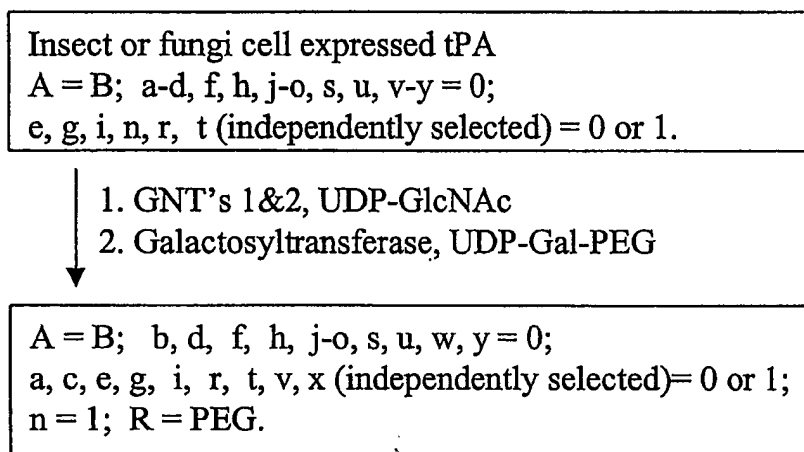 Insect or fungi cell expressed tPA
A = B; a-d, f, h, j-o, s, u, v-y = 0;
e, g, i, n, r, t (independently selected) = 0 or 1.
1. GNT's 1&2, UDP-GlcNAc
2. Galactosyltransferase, UDP-Gal-PEG
A = B; b, d, f, h, j-o, s, u, w, y = 0;
a, c, e, g, i, r, t, v, x (independently selected)= 0 or 1;
n = 1; R = PEG.